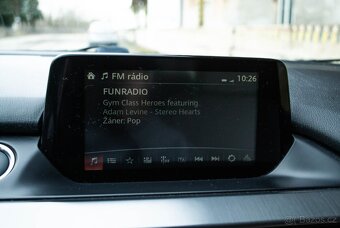 FM rádio
10:26
FUNRADIO
Gym Class Heroes featuring
Adam Levine - Stereo Hearts
Žáner: Pop